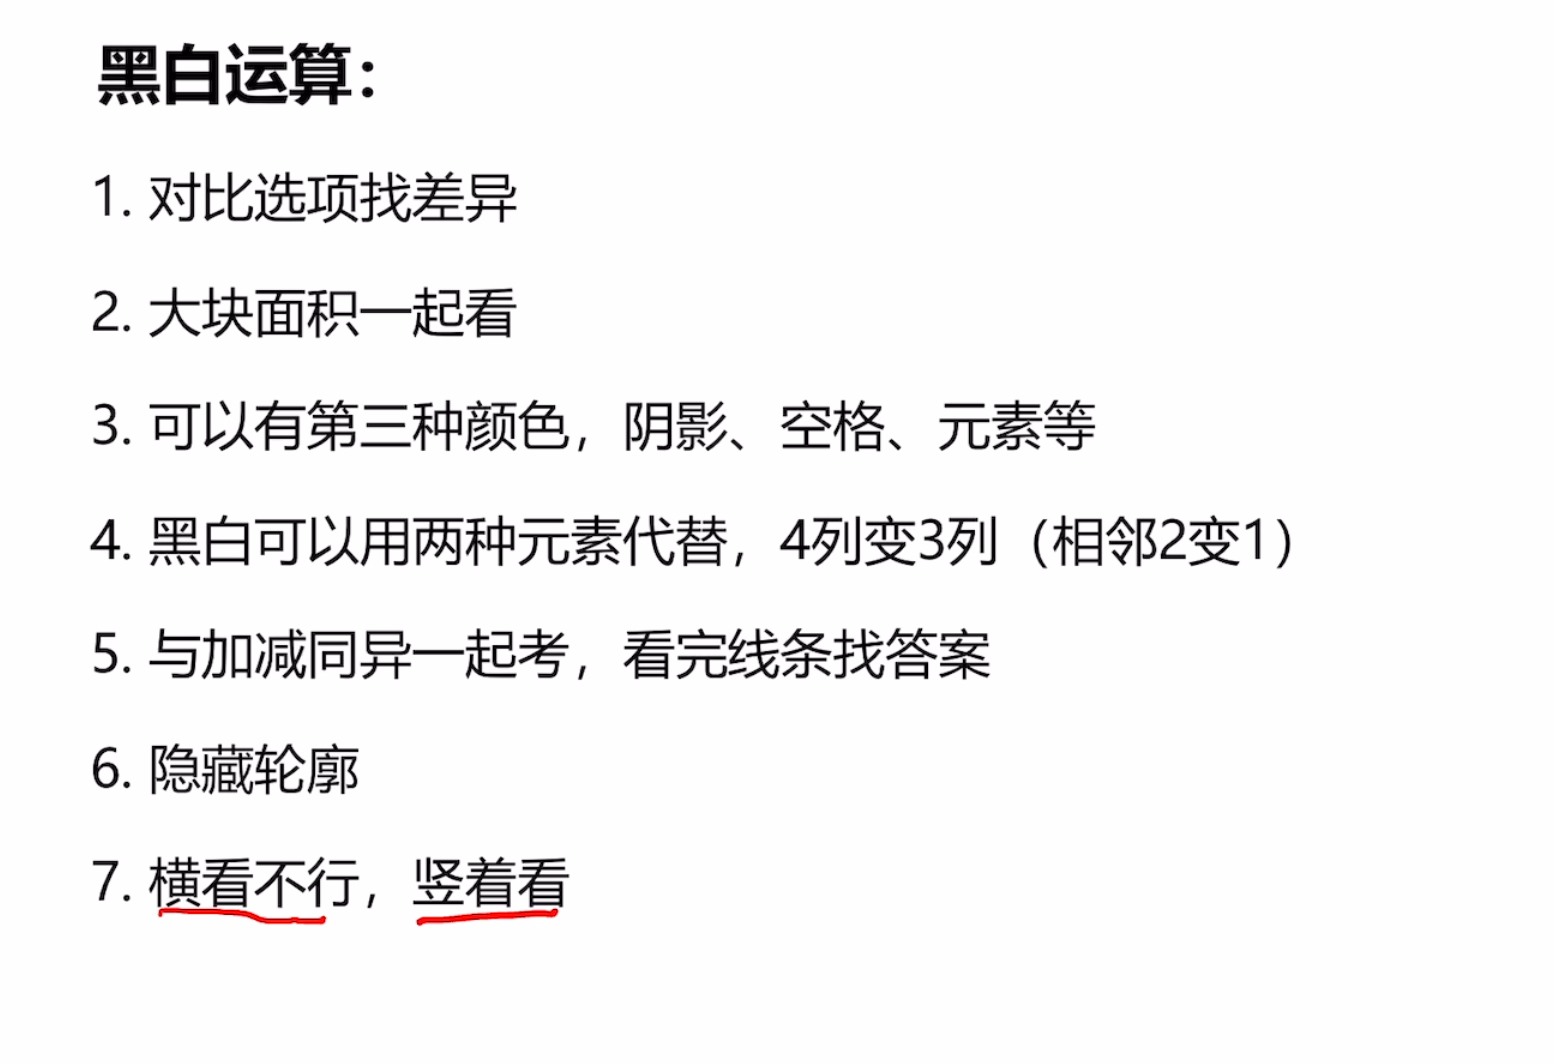 黑白运算：
1. 对比选项找差异
2. 大块面积一起看
3. 可以有第三种颜色，阴影、空格、元素等
4. 黑白可以用两种元素代替，4列变3列（相邻2变1）
5. 与加减同异一起考，看完线条找答案
6. 隐藏轮廓
7. 横看不行，竖着看